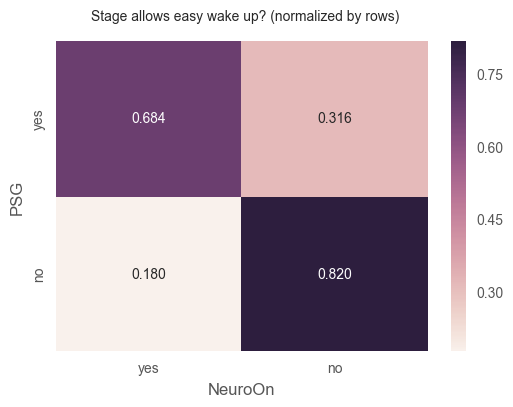 Stage allows easy wake up? (normalized by rows)
yes
0.684
0.316
0.75
0.60
PSG
0.45
no
0.180
0.820
0.30
yes
no
NeuroOn